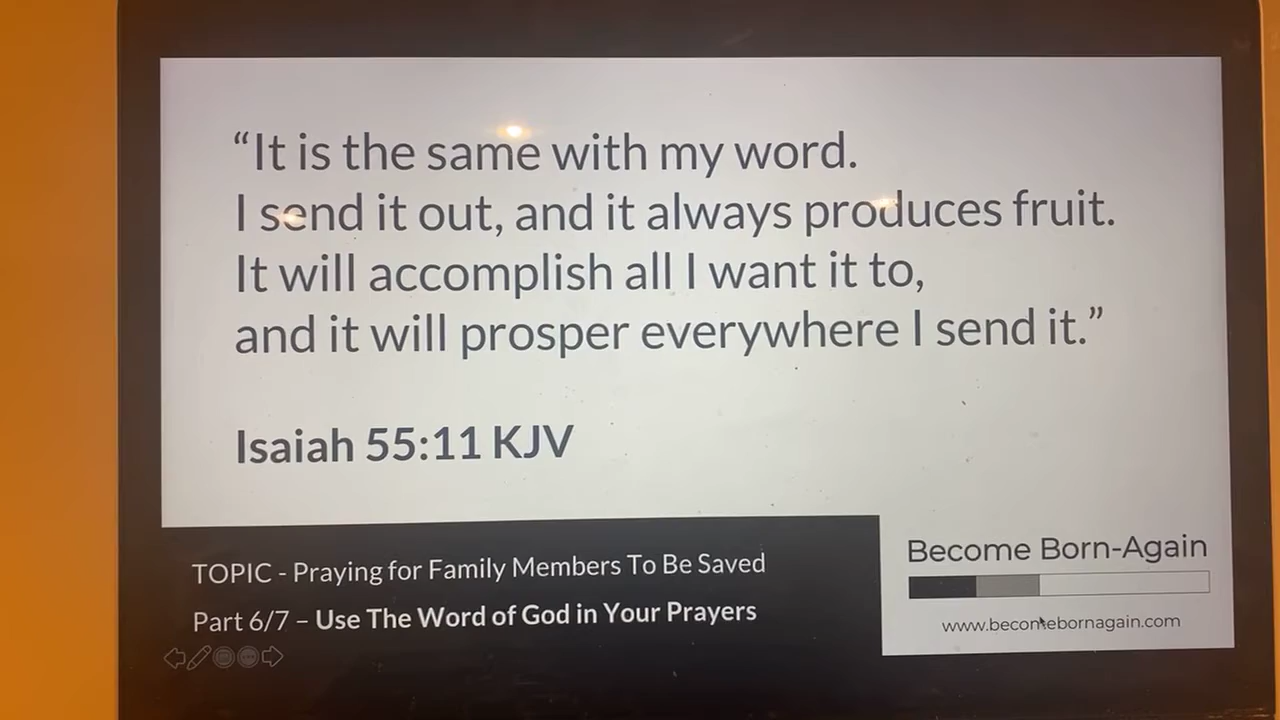 “It is the same with my word.
I send it out, and it always produces fruit.
It will accomplish all I want it to,
and it will prosper everywhere I send it.”
Isaiah 55:11 KJV
TOPIC - Praying for Family Members To Be Saved
Part 6/7 – Use The Word of God in Your Prayers
Become Born-Again
www.becomebornagain.com